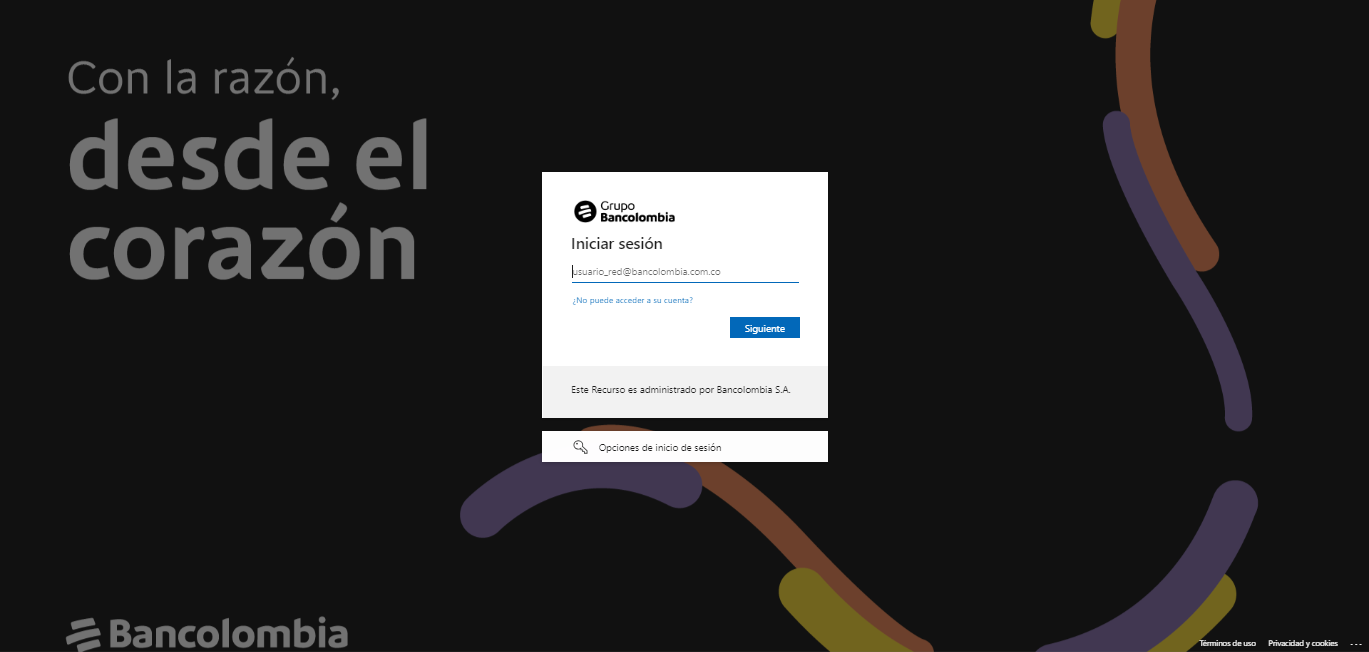 Con la razón,
desde el
corazón
Grupo
Bancolombia
Iniciar sesión
usuario_red@bancolombia.com.co
¿No puede acceder a su cuenta?
Siguiente
Este Recurso es administrado por Bancolombia S.A.
Opciones de inicio de sesión
Bancolombia
Términos de uso Privacidad y cookies ...